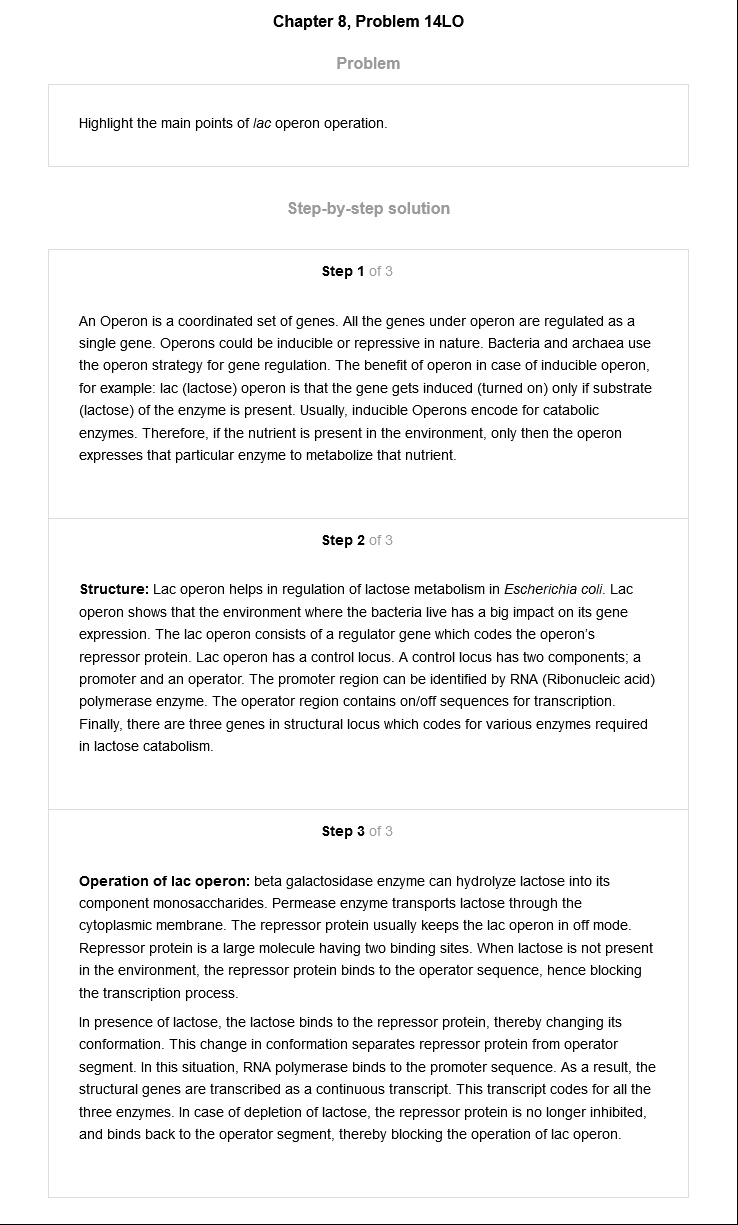 Chapter 8, Problem 14LO
Problem
Highlight the main points of lac operon operation.
Step-by-step solution
Step 1 of 3
An Operon is a coordinated set of genes. All the genes under operon are regulated as a
single gene. Operons could be inducible or repressive in nature. Bacteria and archaea use
the operon strategy for gene regulation. The benefit of operon in case of inducible operon,
for example: lac (lactose) operon is that the gene gets induced (turned on) only if substrate
(lactose) of the enzyme is present. Usually, inducible Operons encode for catabolic
enzymes. Therefore, if the nutrient is present in the environment, only then the operon
expresses that particular enzyme to metabolize that nutrient.
Step 2 of 3
Structure: Lac operon helps in regulation of lactose metabolism in Escherichia coli. Lac
operon shows that the environment where the bacteria live has a big impact on its gene
expression. The lac operon consists of a regulator gene which codes the operon's
repressor protein. Lac operon has a control locus. A control locus has two components; a
promoter and an operator. The promoter region can be identified by RNA (Ribonucleic acid)
polymerase enzyme. The operator region contains on/off sequences for transcription.
Finally, there are three genes in structural locus which codes for various enzymes required
in lactose catabolism.
Step 3 of 3
Operation of lac operon: beta galactosidase enzyme can hydrolyze lactose into its
component monosaccharides. Permease enzyme transports lactose through the
cytoplasmic membrane. The repressor protein usually keeps the lac operon in off mode.
Repressor protein is a large molecule having two binding sites. When lactose is not present
in the environment, the repressor protein binds to the operator sequence, hence blocking
the transcription process.
In presence of lactose, the lactose binds to the repressor protein, thereby changing its
conformation. This change in conformation separates repressor protein from operator
segment. In this situation, RNA polymerase binds to the promoter sequence. As a result, the
structural genes are transcribed as a continuous transcript. This transcript codes for all the
three enzymes. In case of depletion of lactose, the repressor protein is no longer inhibited,
and binds back to the operator segment, thereby blocking the operation of lac operon.